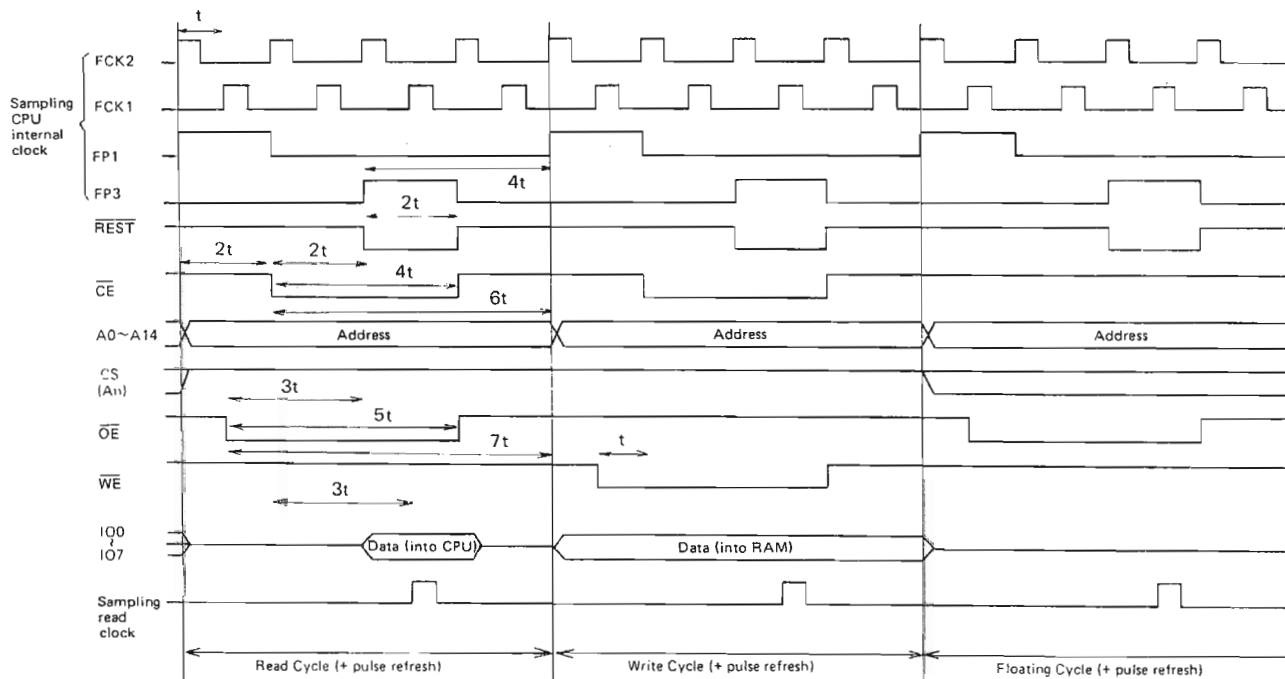 t
FCK2
Sampling
CPU
internal
clock
FCK1
FP1
4t
FP3
2t
REST
2t
2t
4t
CE
6t
A0~A14
Address
Address
Address
CS
(An)
3t
5t
OE
7t
t
WE
3t
IO0
~
IO7
Data (into CPU)
Data (into RAM)
Sampling
read
clock
Read Cycle (+ pulse refresh)
Write Cycle (+ pulse refresh)
Floating Cycle (+ pulse refresh)